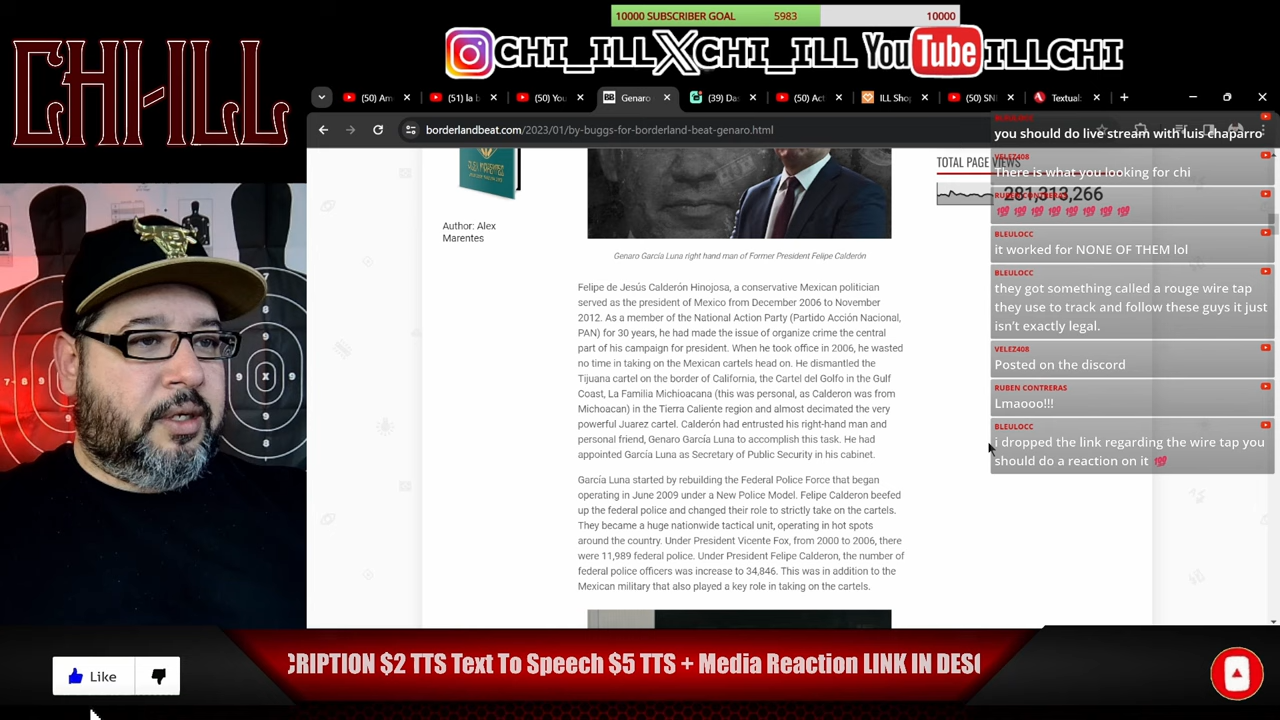 10000 SUBSCRIBER GOAL 5983 10000
CHI-ILL
CHI_ILL X CHI_ILL YouTube ILLCHI
(50) Am
(51) la b
(50) You
BB Genaro
(39) Da
(50) Act
ILL Sho
(50) SNI
Textual
borderlandbeat.com/2023/01/by-buggs-for-borderland-beat-genaro.html
Author: Alex
Marentes
Genaro García Luna right hand man of Former President Felipe Calderón
Felipe de Jesús Calderón Hinojosa, a conservative Mexican politician
served as the president of Mexico from December 2006 to November
2012. As a member of the National Action Party (Partido Acción Nacional,
PAN) for 30 years, he had made the issue of organize crime the central
part of his campaign for president. When he took office in 2006, he wasted
no time in taking on the Mexican cartels head on. He dismantled the
Tijuana cartel on the border of California, the Cartel del Golfo in the Gulf
Coast, La Familia Michoacana (this was personal, as Calderon was from
Michoacan) in the Tierra Caliente region and almost decimated the very
powerful Juarez cartel. Calderón had entrusted his right-hand man and
personal friend, Genaro García Luna to accomplish this task. He had
appointed García Luna as Secretary of Public Security in his cabinet.
García Luna started by rebuilding the Federal Police Force that began
operating in June 2009 under a New Police Model. Felipe Calderon beefed
up the federal police and changed their role to strictly take on the cartels.
They became a huge nationwide tactical unit, operating in hot spots
around the country. Under President Vicente Fox, from 2000 to 2006, there
were 11,989 federal police. Under President Felipe Calderon, the number of
federal police officers was increase to 34,846. This was in addition to the
Mexican military that also played a key role in taking on the cartels.
TOTAL PAGE VIEWS
281,313,266
BLEULOCC
you should do live stream with luis chaparro
VELEZ408
There is what you looking for chi
RUBEN CONTRERAS
💯 💯 💯 💯 💯 💯 💯 💯
BLEULOCC
it worked for NONE OF THEM lol
BLEULOCC
they got something called a rouge wire tap
they use to track and follow these guys it just
isn't exactly legal.
VELEZ408
Posted on the discord
RUBEN CONTRERAS
Lmaooo!!!
BLEULOCC
i dropped the link regarding the wire tap you
should do a reaction on it 💯
CRIPTION $2 TTS Text To Speech $5 TTS + Media Reaction LINK IN DESC
Like